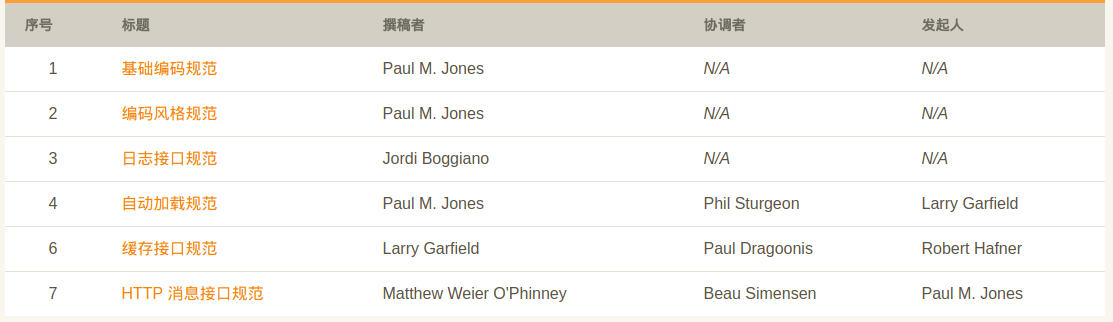 序号 标题 撰稿者 协调者 发起人
1 基础编码规范 Paul M. Jones N/A N/A
2 编码风格规范 Paul M. Jones N/A N/A
3 日志接口规范 Jordi Boggiano N/A N/A
4 自动加载规范 Paul M. Jones Phil Sturgeon Larry Garfield
6 缓存接口规范 Larry Garfield Paul Dragoonis Robert Hafner
7 HTTP 消息接口规范 Matthew Weier O'Phinney Beau Simensen Paul M. Jones